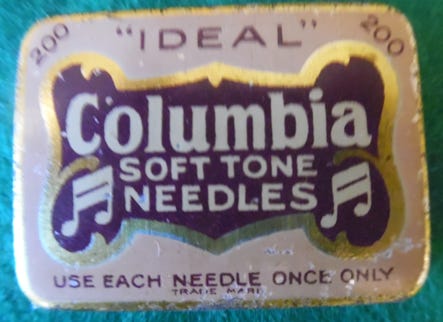 200 "IDEAL" 200
Columbia
SOFT TONE
NEEDLES
USE EACH NEEDLE ONCE ONLY
TRADE MARK